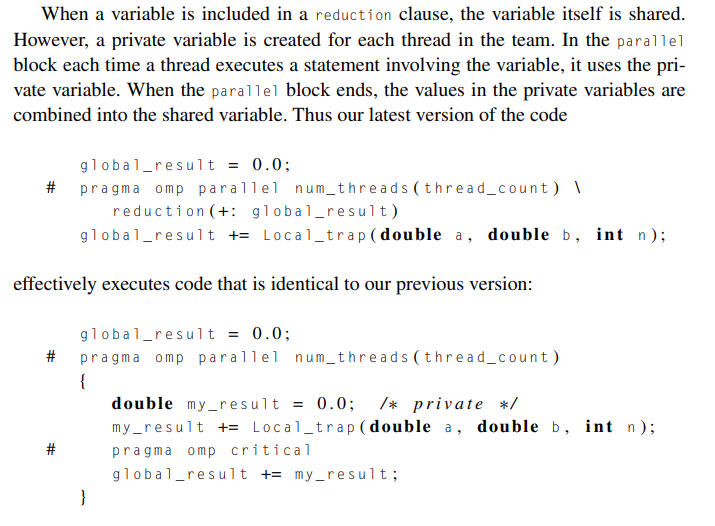 When a variable is included in a reduction clause, the variable itself is shared.
However, a private variable is created for each thread in the team. In the parallel
block each time a thread executes a statement involving the variable, it uses the pri-
vate variable. When the parallel block ends, the values in the private variables are
combined into the shared variable. Thus our latest version of the code
global_result = 0.0;
# pragma omp parallel num_threads(thread_count) \
reduction(+: global_result)
global_result += Local_trap(double a, double b, int n);
effectively executes code that is identical to our previous version:
global_result = 0.0;
# pragma omp parallel num_threads(thread_count)
{
double my_result = 0.0; /* private */
my_result += Local_trap(double a, double b, int n);
# pragma omp critical
global_result += my_result;
}